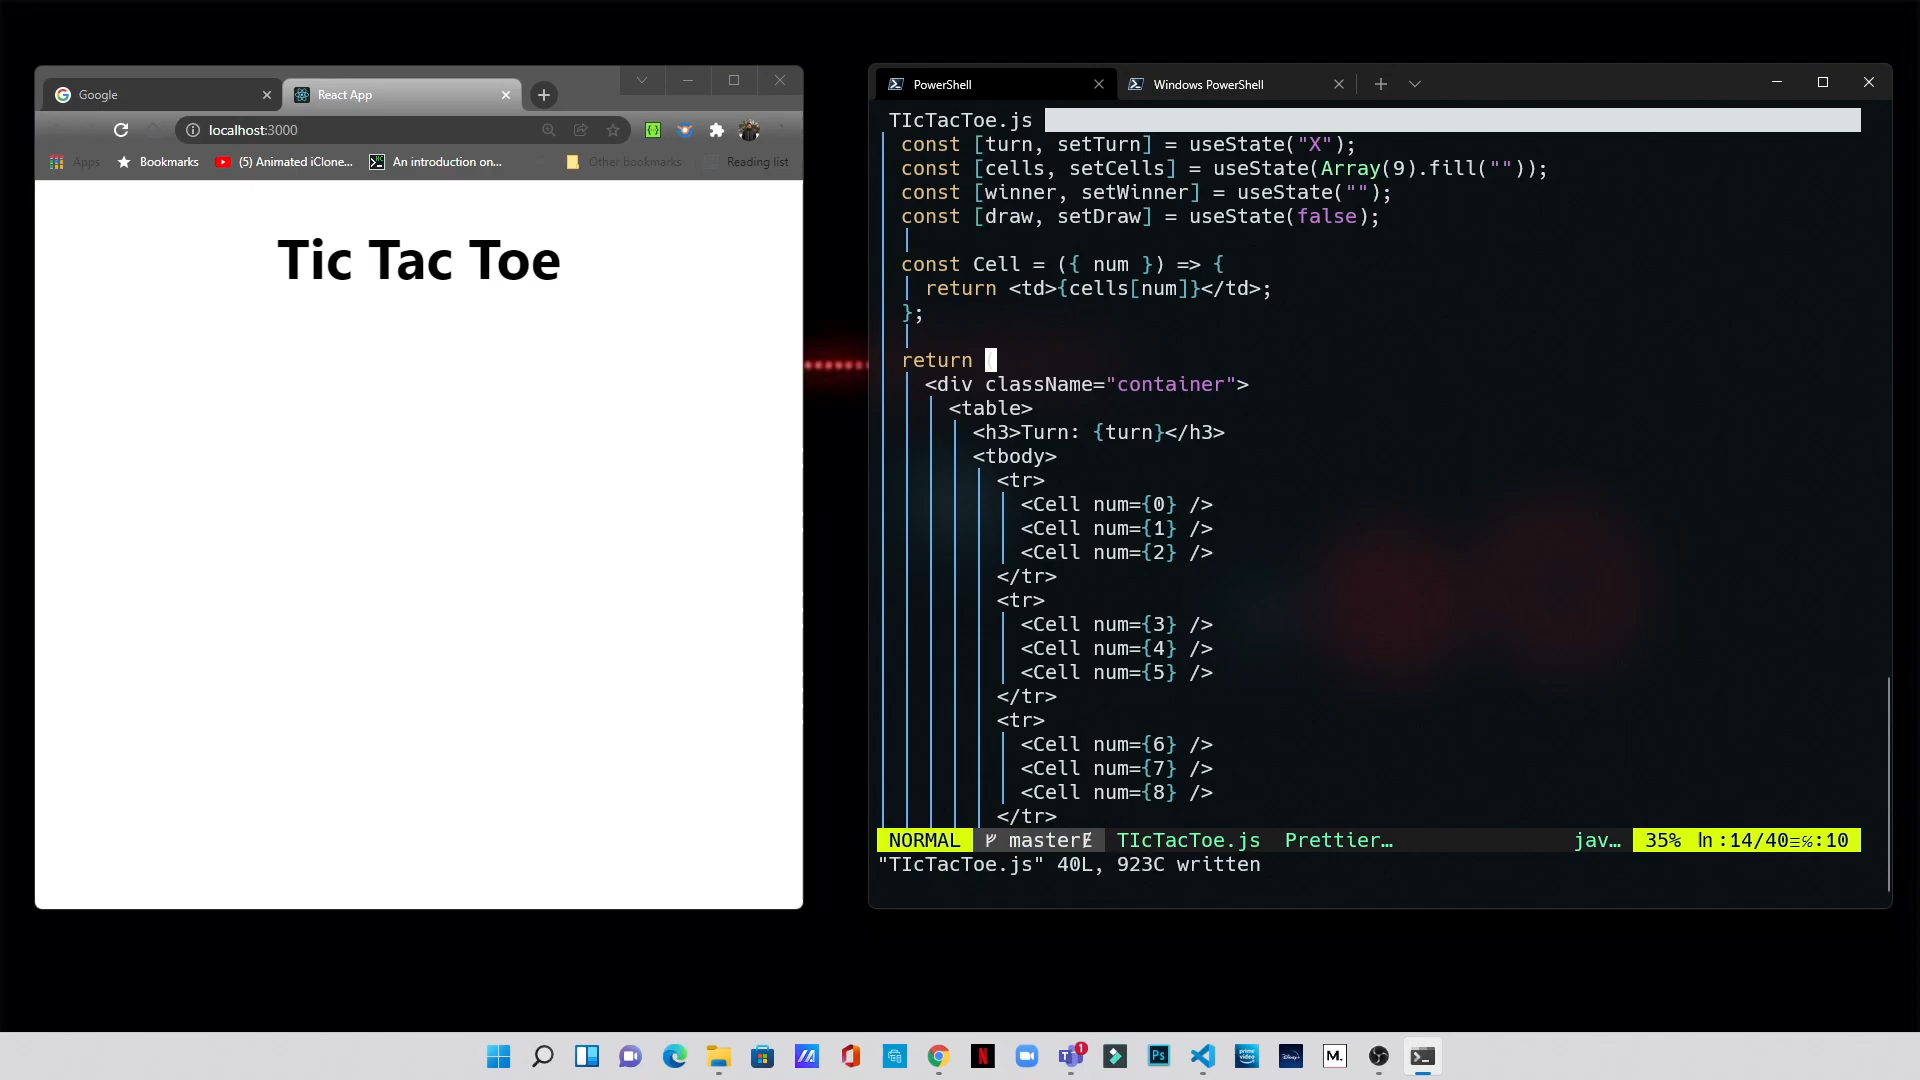 Google
React App
localhost:3000
Apps
Bookmarks
(5) Animated iClone...
An introduction on...
Other bookmarks
Reading list
Tic Tac Toe
PowerShell
Windows PowerShell
TIcTacToe.js
const [turn, setTurn] = useState("X");
const [cells, setCells] = useState(Array(9).fill(""));
const [winner, setWinner] = useState("");
const [draw, setDraw] = useState(false);
const Cell = ({ num }) => {
return <td>{cells[num]}</td>;
};
return (
<div className="container">
<table>
<h3>Turn: {turn}</h3>
<tbody>
<tr>
<Cell num={0} />
<Cell num={1} />
<Cell num={2} />
</tr>
<tr>
<Cell num={3} />
<Cell num={4} />
<Cell num={5} />
</tr>
<tr>
<Cell num={6} />
<Cell num={7} />
<Cell num={8} />
</tr>
NORMAL master TIcTacToe.js Prettier… jav… 35% ln:14/40 :10
"TIcTacToe.js" 40L, 923C written
N
1
Ps
prime video
Disney+
M.